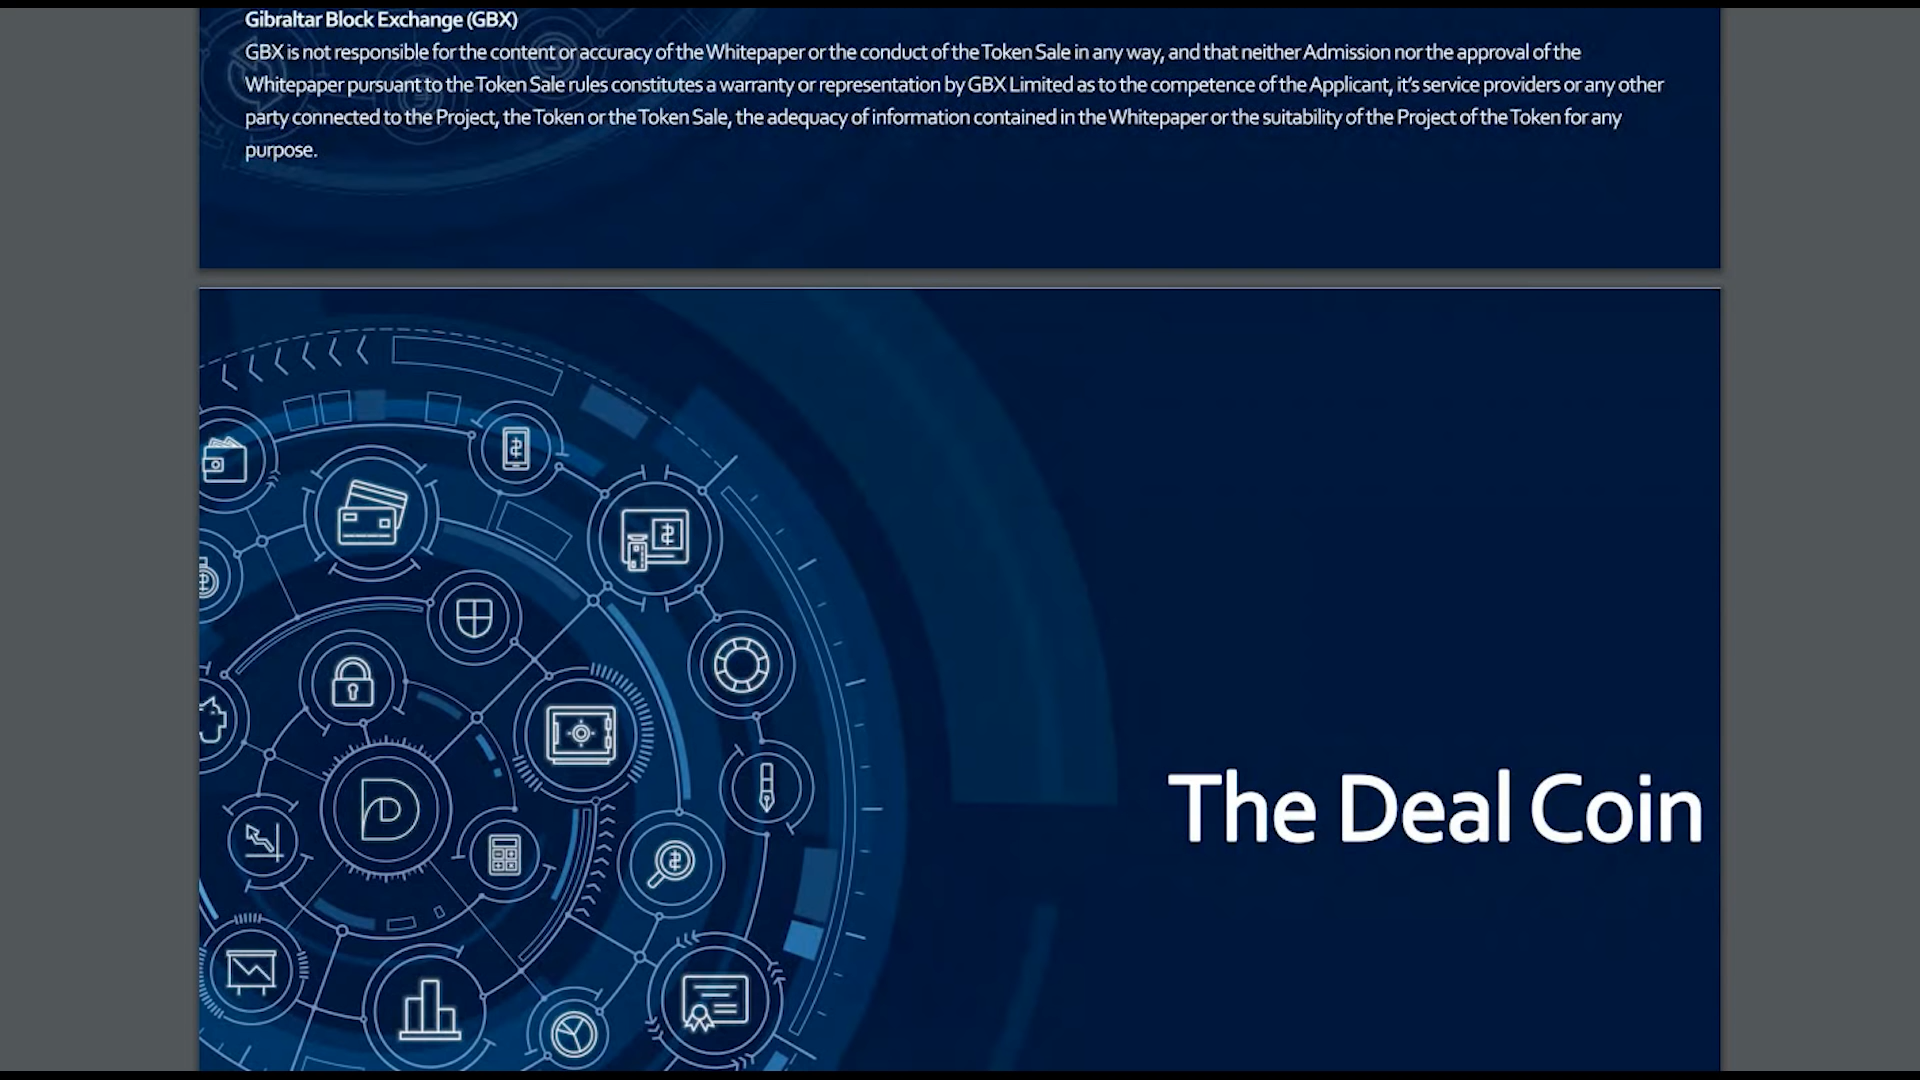 Gibraltar Block Exchange (GBX)
GBX is not responsible for the content or accuracy of the Whitepaper or the conduct of the Token Sale in any way, and that neither Admission nor the approval of the
Whitepaper pursuant to the Token Sale rules constitutes a warranty or representation by GBX Limited as to the competence of the Applicant, it's service providers or any other
party connected to the Project, the Token or the Token Sale, the adequacy of information contained in the Whitepaper or the suitability of the Project of the Token for any
purpose.
The Deal Coin